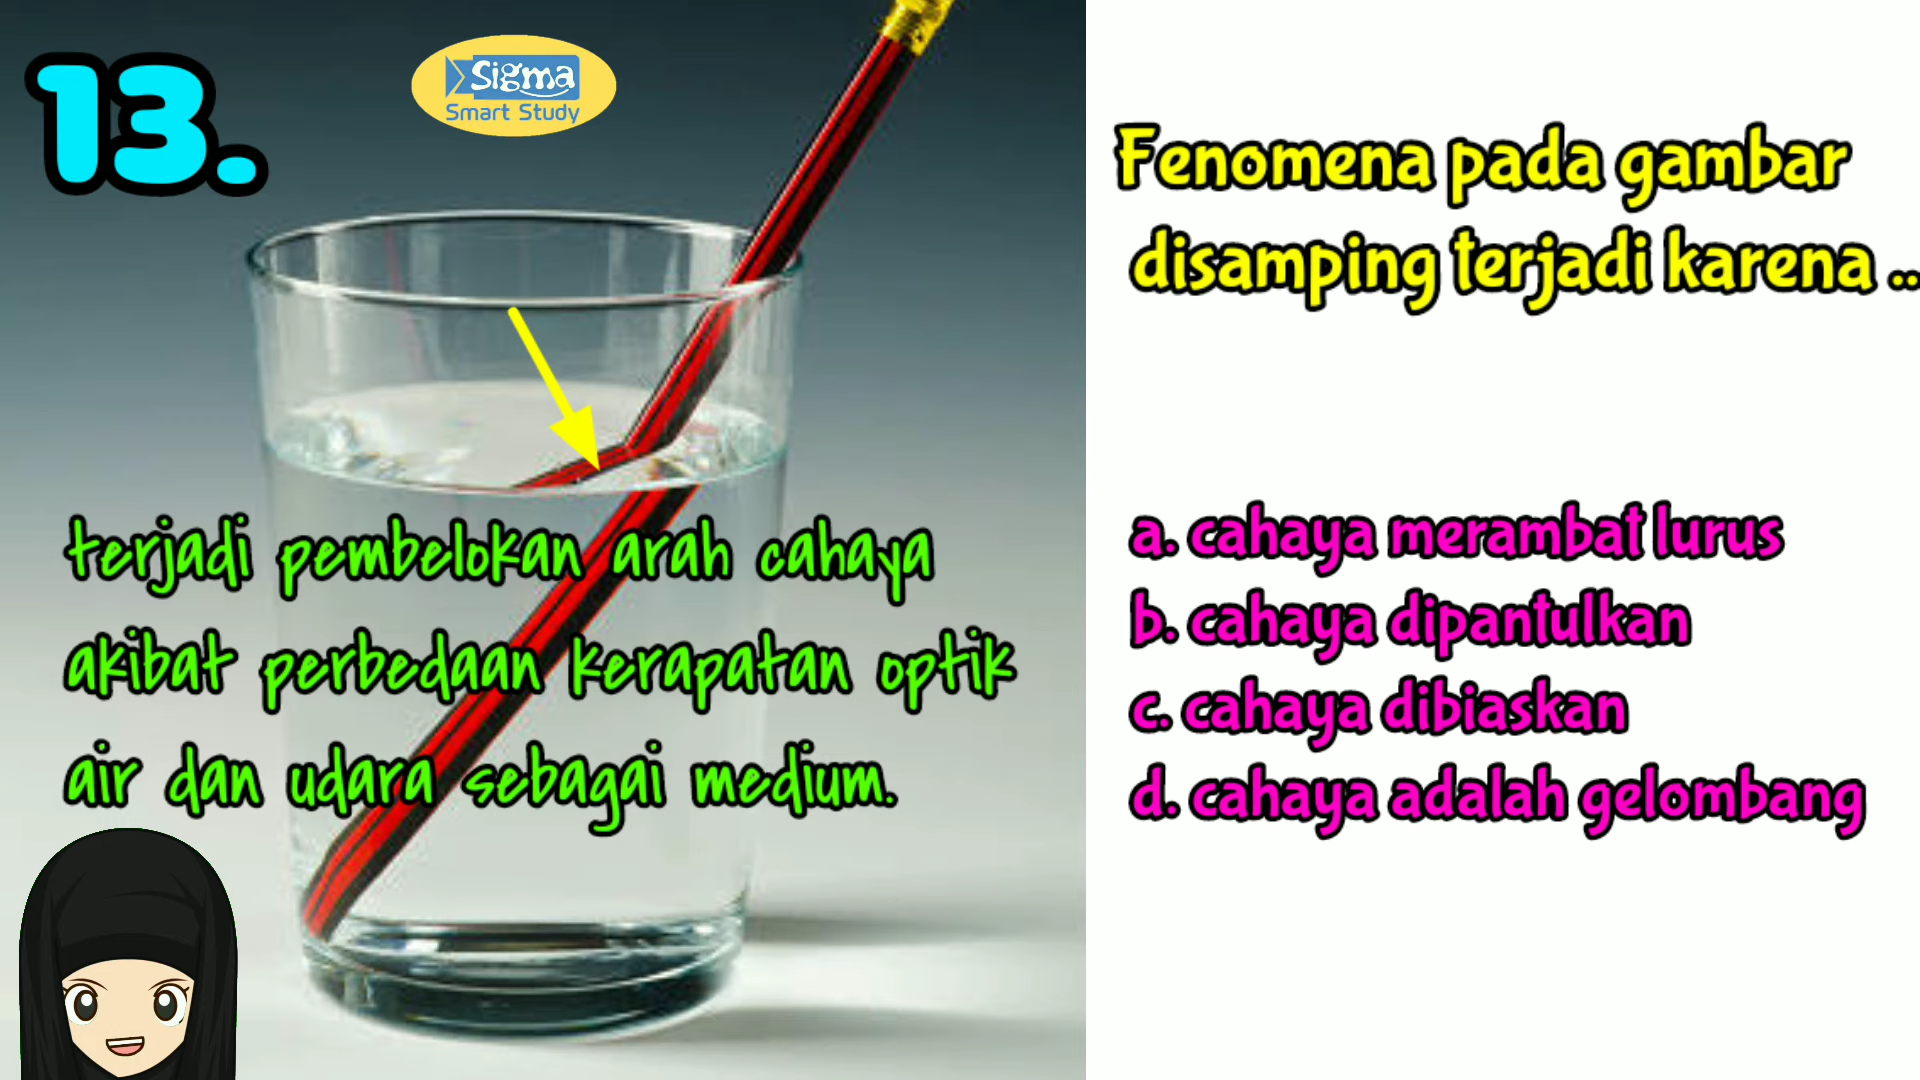 13.
Sigma
Smart Study
terjadi pembelokan arah cahaya
akibat perbedaan kerapatan optik
air dan udara sebagai medium.
Fenomena pada gambar
disamping terjadi karena ...
a. cahaya merambat lurus
b. cahaya dipantulkan
c. cahaya dibiaskan
d. cahaya adalah gelombang